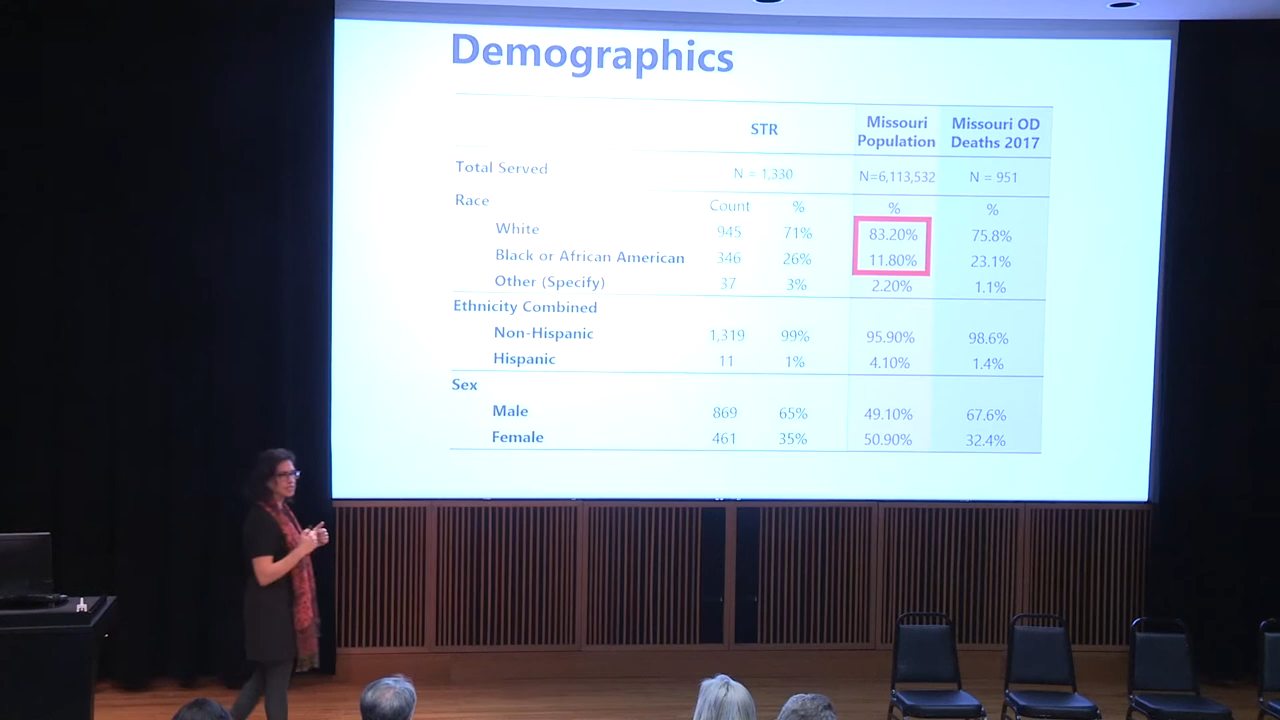 Demographics
STR Missouri Population Missouri OD Deaths 2017
Total Served N = 1,330 N=6,113,532 N = 951
Race Count % % %
White 945 71% 83.20% 75.8%
Black or African American 346 26% 11.80% 23.1%
Other (Specify) 37 3% 2.20% 1.1%
Ethnicity Combined
Non-Hispanic 1,319 99% 95.90% 98.6%
Hispanic 11 1% 4.10% 1.4%
Sex
Male 869 65% 49.10% 67.6%
Female 461 35% 50.90% 32.4%